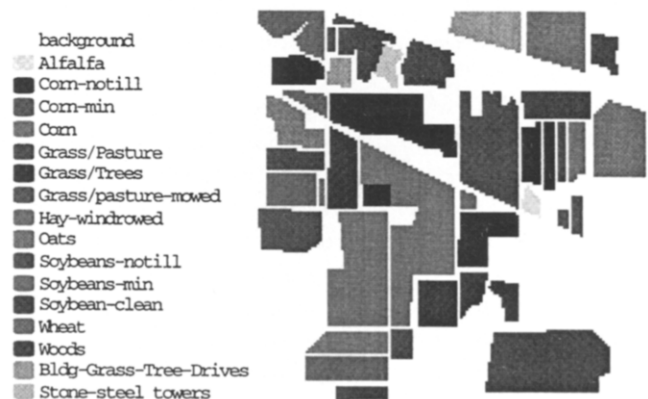 background
Alfalfa
Corn-notill
Corn-min
Corn
Grass/Pasture
Grass/Trees
Grass/pasture-mowed
Hay-windrowed
Oats
Soybeans-notill
Soybeans-min
Soybean-clean
Wheat
Woods
Bldg-Grass-Tree-Drives
Stone-steel towers